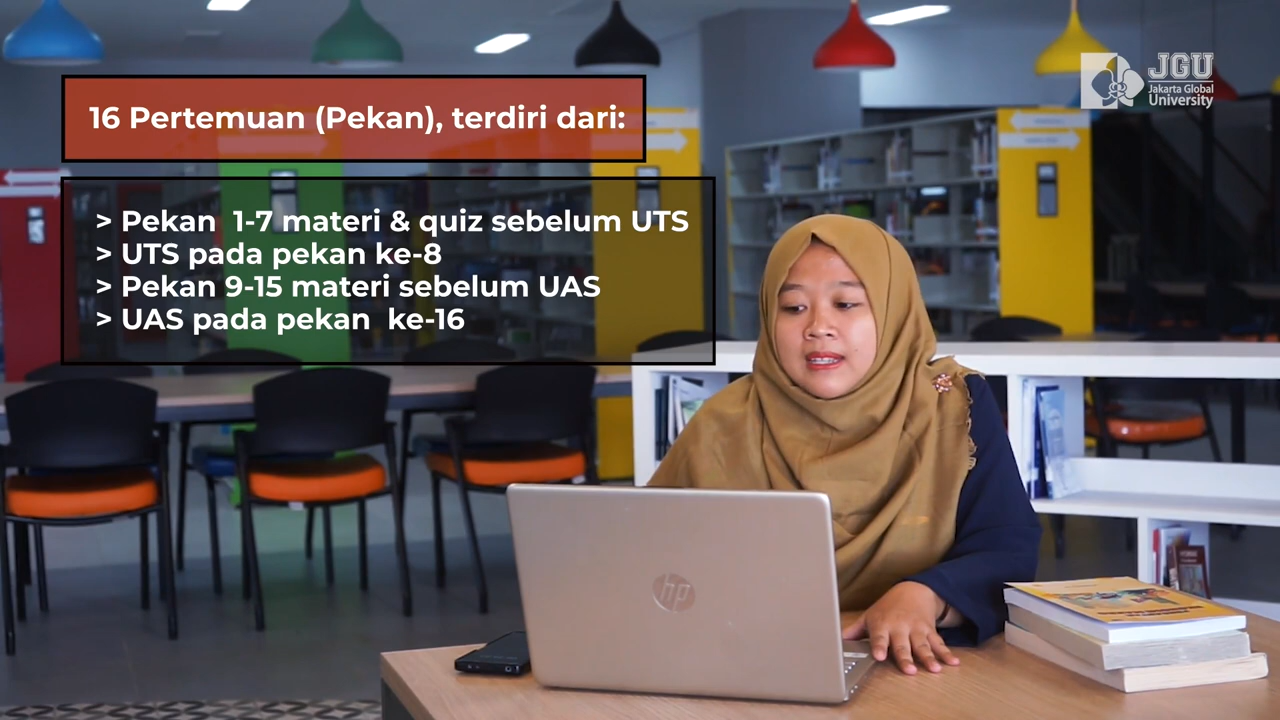 16 Pertemuan (Pekan), terdiri dari:
> Pekan 1-7 materi & quiz sebelum UTS
> UTS pada pekan ke-8
> Pekan 9-15 materi sebelum UAS
> UAS pada pekan ke-16
JGU
Jakarta Global
University
hp